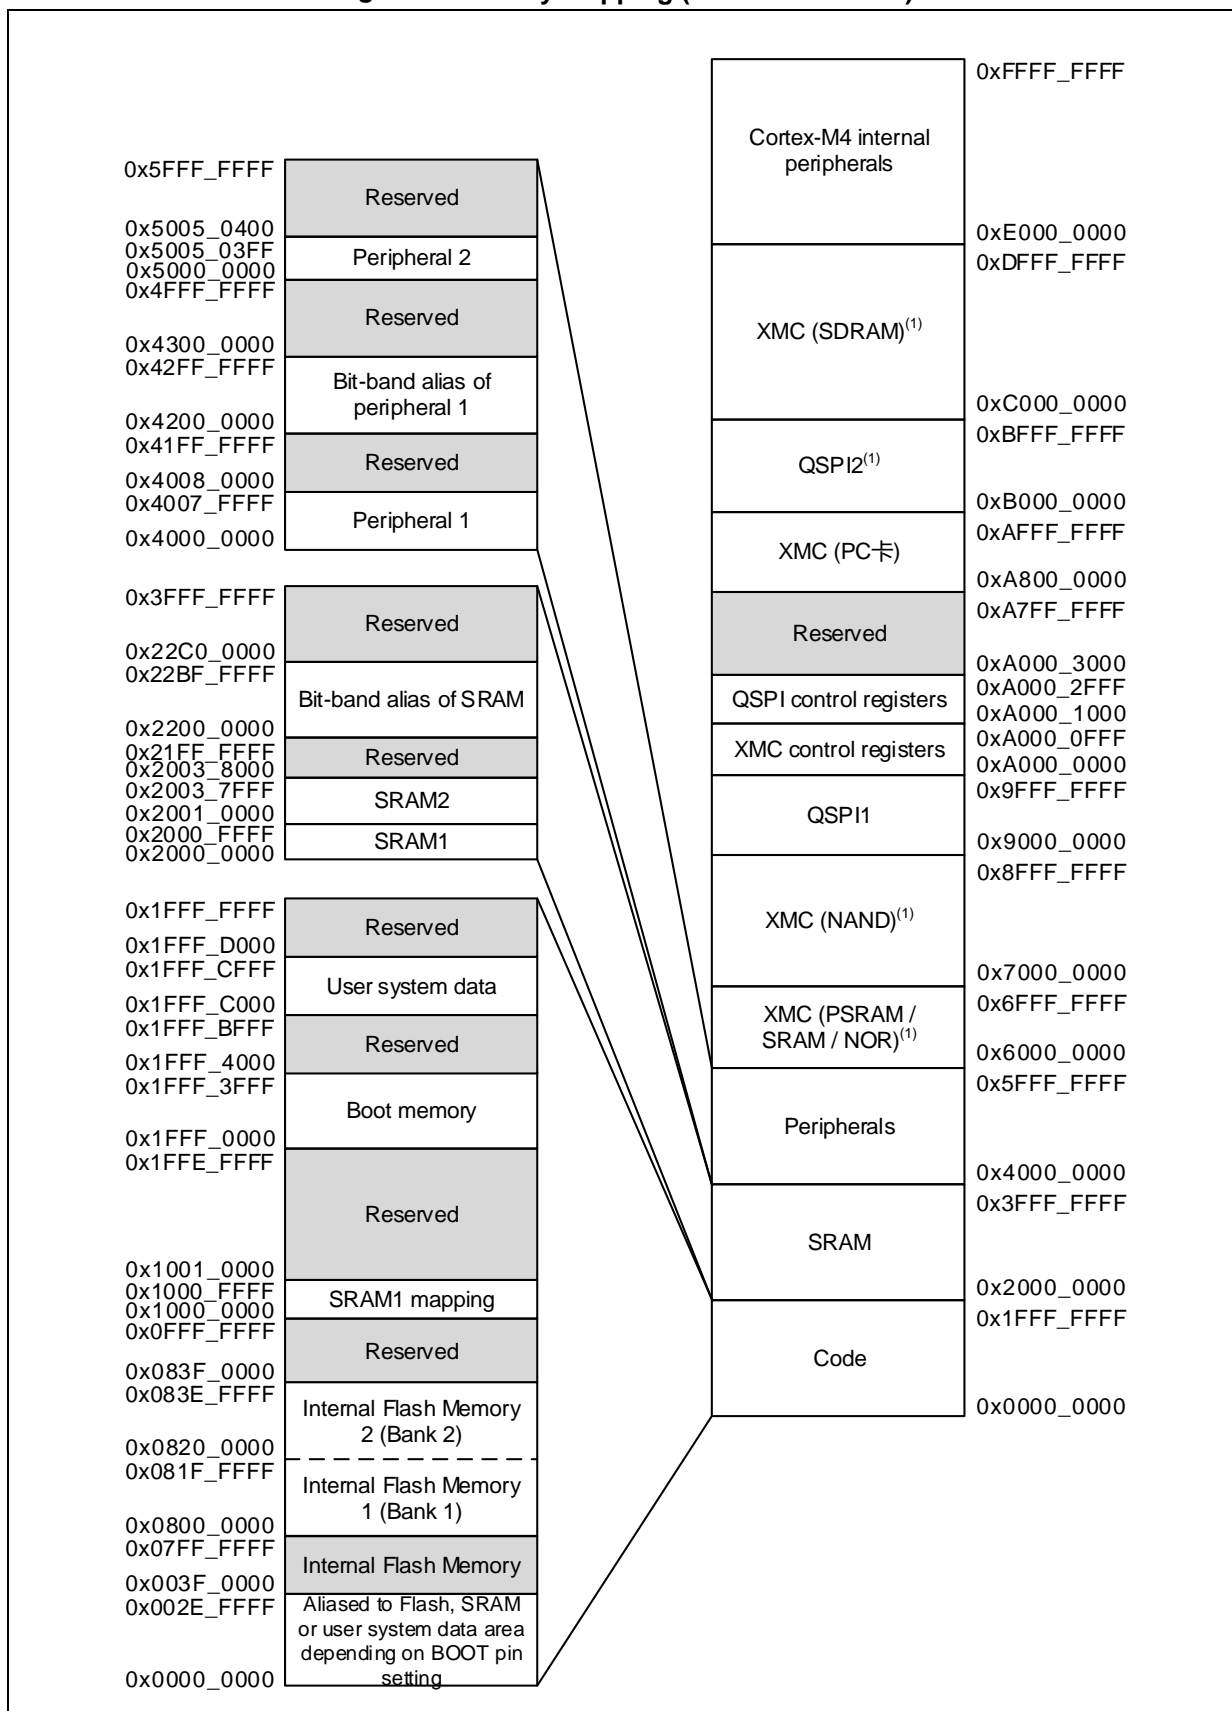 0x5FFF_FFFF
Reserved
0x5005_0400
0x5005_03FF
Peripheral 2
0x5000_0000
0x4FFF_FFFF
Reserved
0x4300_0000
0x42FF_FFFF
Bit-band alias of
peripheral 1
0x4200_0000
0x41FF_FFFF
Reserved
0x4008_0000
0x4007_FFFF
Peripheral 1
0x4000_0000
0x3FFF_FFFF
Reserved
0x22C0_0000
0x22BF_FFFF
Bit-band alias of SRAM
0x2200_0000
0x21FF_FFFF
Reserved
0x2003_8000
0x2003_7FFF
SRAM2
0x2001_0000
0x2000_FFFF
SRAM1
0x2000_0000
0x1FFF_FFFF
Reserved
0x1FFF_D000
0x1FFF_CFFF
User system data
0x1FFF_C000
0x1FFF_BFFF
Reserved
0x1FFF_4000
0x1FFF_3FFF
Boot memory
0x1FFF_0000
0x1FFE_FFFF
Reserved
0x1001_0000
0x1000_FFFF
SRAM1 mapping
0x1000_0000
0x0FFF_FFFF
Reserved
0x083F_0000
0x083E_FFFF
Internal Flash Memory
2 (Bank 2)
0x0820_0000
0x081F_FFFF
Internal Flash Memory
1 (Bank 1)
0x0800_0000
0x07FF_FFFF
Internal Flash Memory
0x003F_0000
0x002E_FFFF
Aliased to Flash, SRAM
or user system data area
depending on BOOT pin
setting
0x0000_0000
0xFFFF_FFFF
Cortex-M4 internal
peripherals
0xE000_0000
0xDFFF_FFFF
XMC (SDRAM)(1)
0xC000_0000
0xBFFF_FFFF
QSPI2(1)
0xB000_0000
0xAFFF_FFFF
XMC (PC卡)
0xA800_0000
0xA7FF_FFFF
Reserved
0xA000_3000
0xA000_2FFF
QSPI control registers
0xA000_1000
0xA000_0FFF
XMC control registers
0xA000_0000
0x9FFF_FFFF
QSPI1
0x9000_0000
0x8FFF_FFFF
XMC (NAND)(1)
0x7000_0000
0x6FFF_FFFF
XMC (PSRAM /
SRAM / NOR)(1)
0x6000_0000
0x5FFF_FFFF
Peripherals
0x4000_0000
0x3FFF_FFFF
SRAM
0x2000_0000
0x1FFF_FFFF
Code
0x0000_0000